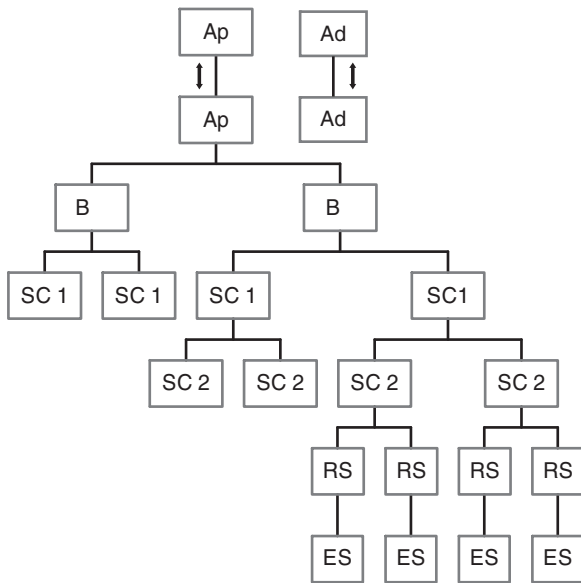 Ap Ad
Ap Ad
B B
SC 1 SC 1 SC 1 SC1
SC 2 SC 2 SC 2 SC 2
RS RS RS RS
ES ES ES ES